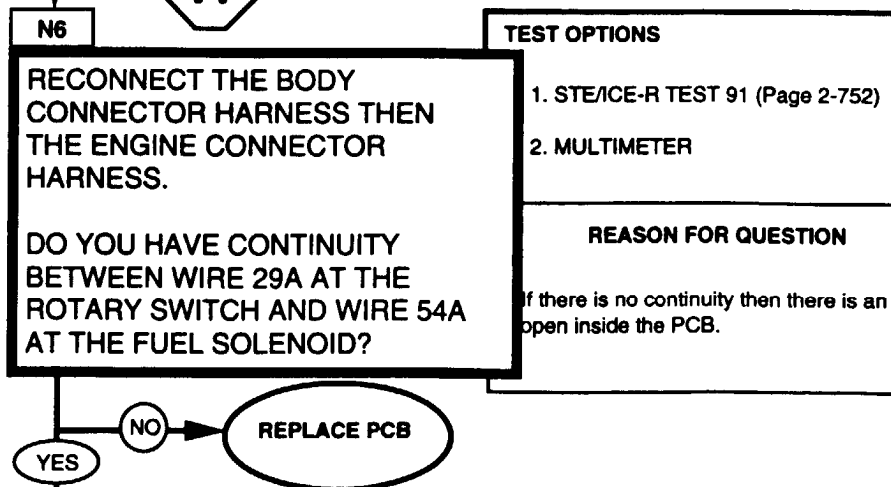 N6
RECONNECT THE BODY
CONNECTOR HARNESS THEN
THE ENGINE CONNECTOR
HARNESS.
DO YOU HAVE CONTINUITY
BETWEEN WIRE 29A AT THE
ROTARY SWITCH AND WIRE 54A
AT THE FUEL SOLENOID?
TEST OPTIONS
1. STE/ICE-R TEST 91 (Page 2-752)
2. MULTIMETER
REASON FOR QUESTION
If there is no continuity then there is an
open inside the PCB.
NO
REPLACE PCB
YES